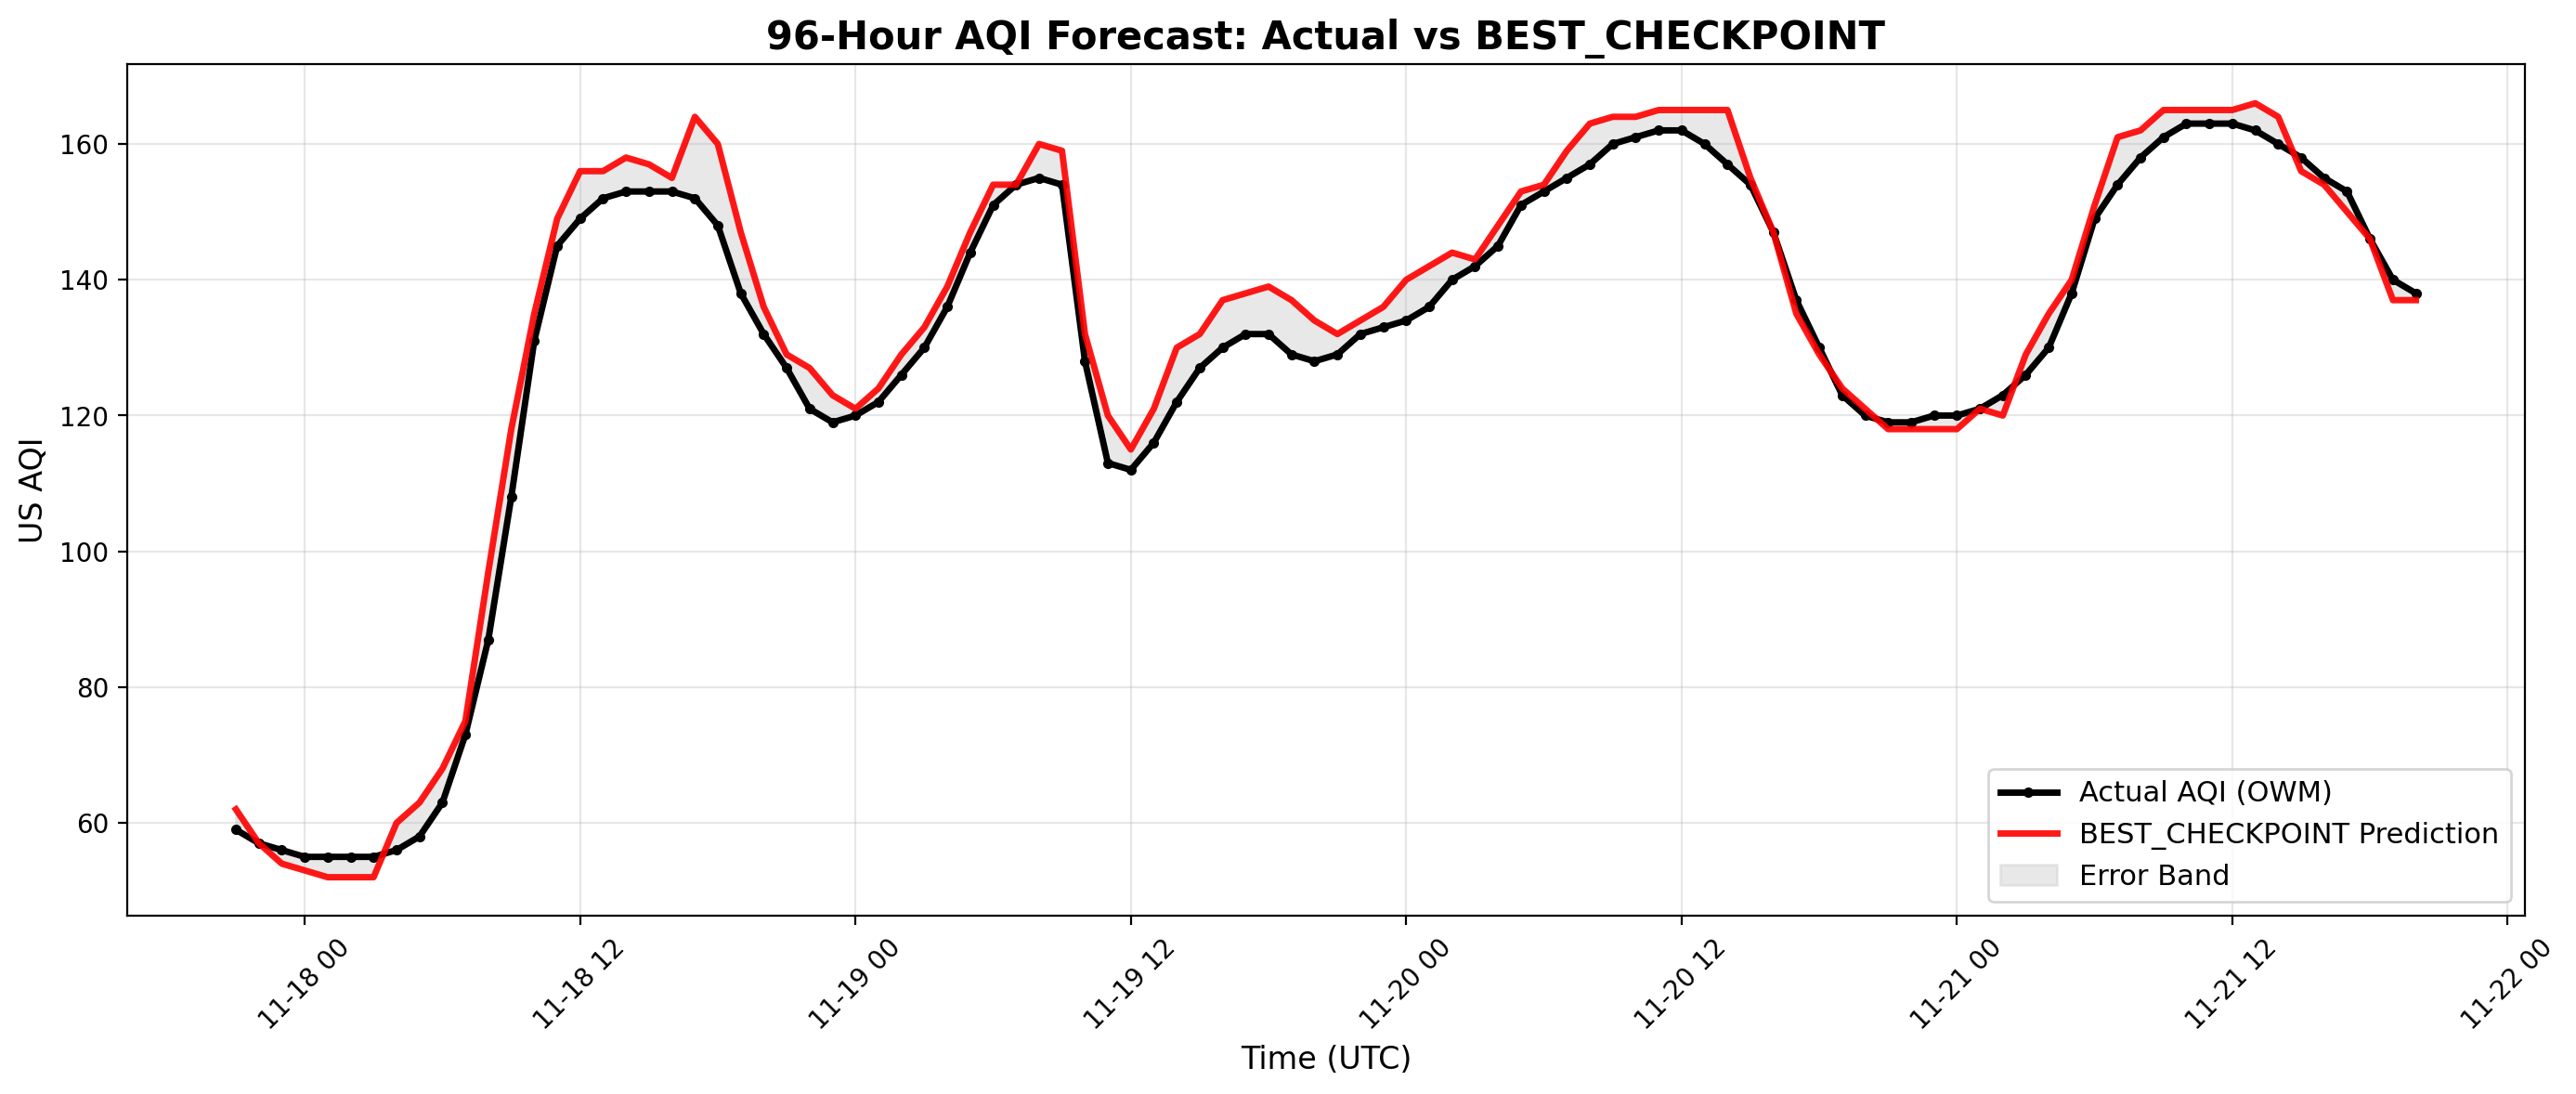 96-Hour AQI Forecast: Actual vs BEST_CHECKPOINT
US AQI
160
140
120
100
80
60
Actual AQI (OWM)
BEST_CHECKPOINT Prediction
Error Band
11-18 00
11-18 12
11-19 00
11-19 12
11-20 00
11-20 12
11-21 00
11-21 12
11-22 00
Time (UTC)